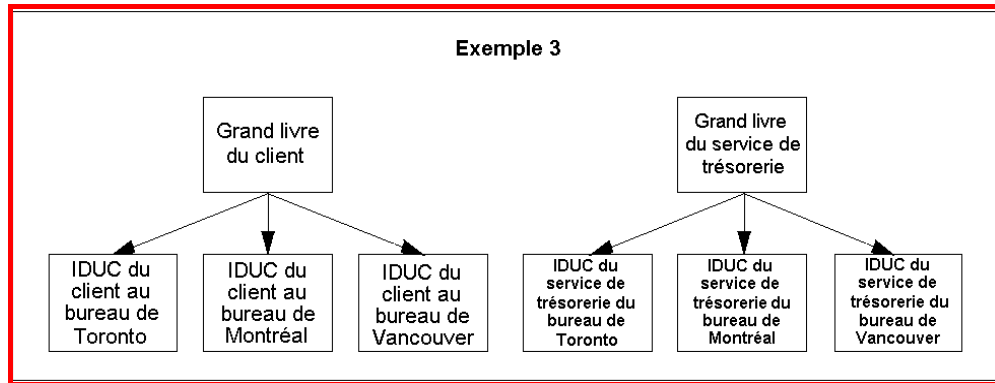 Exemple 3
Grand livre
du client
Grand livre
du service de
trésorerie
IDUC du
client au
bureau de
Toronto
IDUC du
client au
bureau de
Montréal
IDUC du
client au
bureau de
Vancouver
IDUC du
service de
trésorerie du
bureau de
Toronto
IDUC du
service de
trésorerie du
bureau de
Montréal
IDUC du
service de
trésorerie du
bureau de
Vancouver